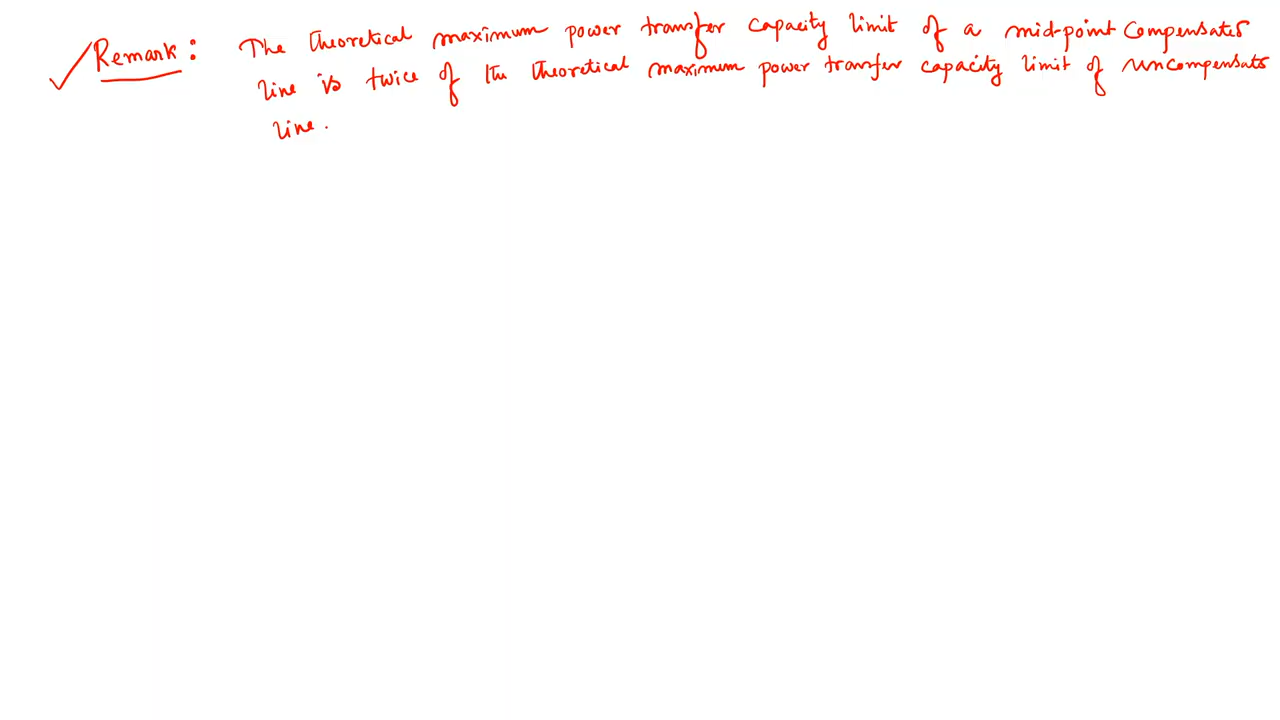 Remark: The theoretical maximum power transfer capacity limit of a mid-point compensated
line is twice of the theoretical maximum power transfer capacity limit of uncompensated
line.